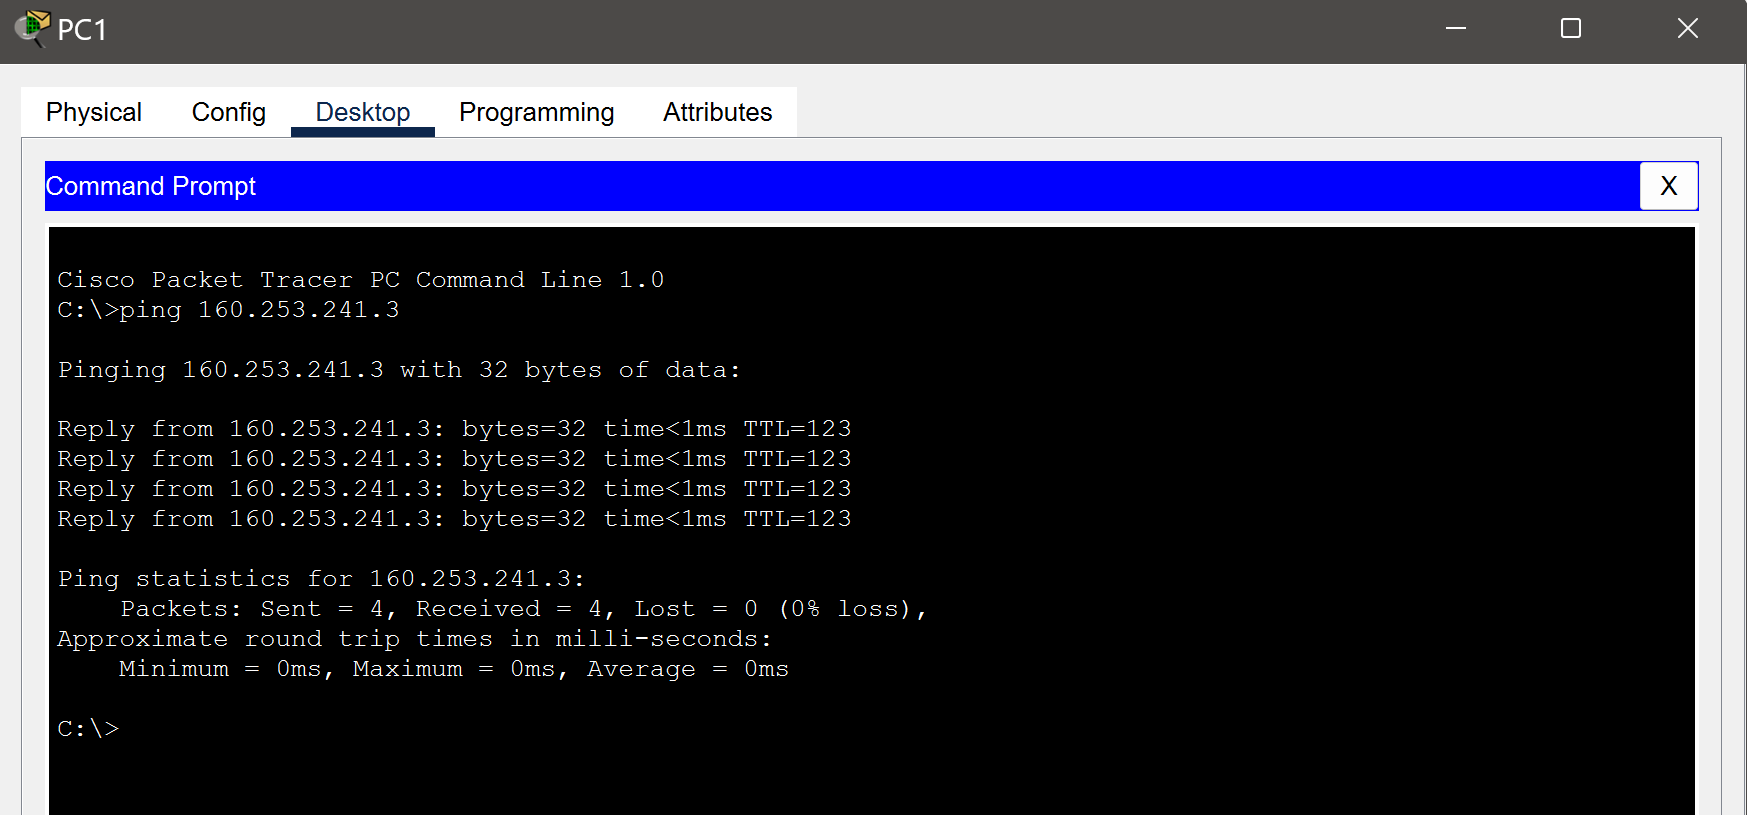 PC1
Physical Config Desktop Programming Attributes
Command Prompt X
Cisco Packet Tracer PC Command Line 1.0
C:\>ping 160.253.241.3
Pinging 160.253.241.3 with 32 bytes of data:
Reply from 160.253.241.3: bytes=32 time<1ms TTL=123
Reply from 160.253.241.3: bytes=32 time<1ms TTL=123
Reply from 160.253.241.3: bytes=32 time<1ms TTL=123
Reply from 160.253.241.3: bytes=32 time<1ms TTL=123
Ping statistics for 160.253.241.3:
    Packets: Sent = 4, Received = 4, Lost = 0 (0% loss),
Approximate round trip times in milli-seconds:
    Minimum = 0ms, Maximum = 0ms, Average = 0ms
C:\>